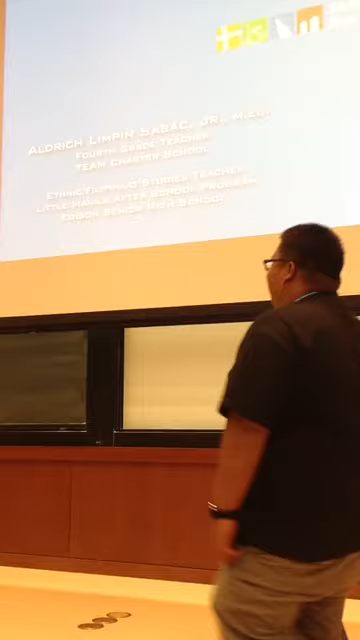 Aldrich Limpin Sabac, Jr., M.Ed.
Fourth Grade Teacher
TEAM Charter School
Ethnic/Filipino Studies Teacher
Little Manila After School Program
Edison Senior High School